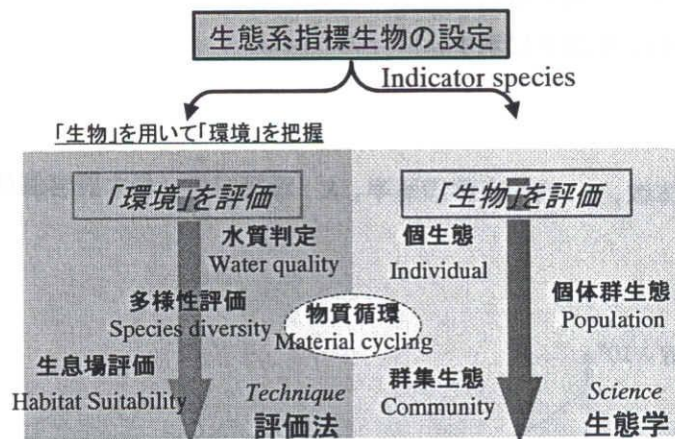 生態系指標生物の設定
Indicator species
「生物」を用いて「環境」を把握
「環境」を評価
水質判定
Water quality
多様性評価
Species diversity
生息場評価
Habitat Suitability
Technique
評価法
物質循環
Material cycling
「生物」を評価
個生態
Individual
個体群生態
Population
群集生態
Community
Science
生態学